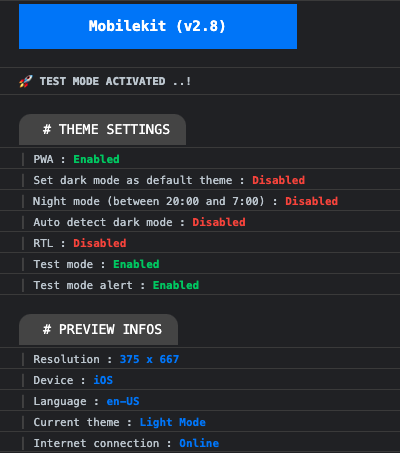 Mobilekit (v2.8)
🚀 TEST MODE ACTIVATED ..!
# THEME SETTINGS
PWA : Enabled
Set dark mode as default theme : Disabled
Night mode (between 20:00 and 7:00) : Disabled
Auto detect dark mode : Disabled
RTL : Disabled
Test mode : Enabled
Test mode alert : Enabled
# PREVIEW INFOS
Resolution : 375 x 667
Device : iOS
Language : en-US
Current theme : Light Mode
Internet connection : Online